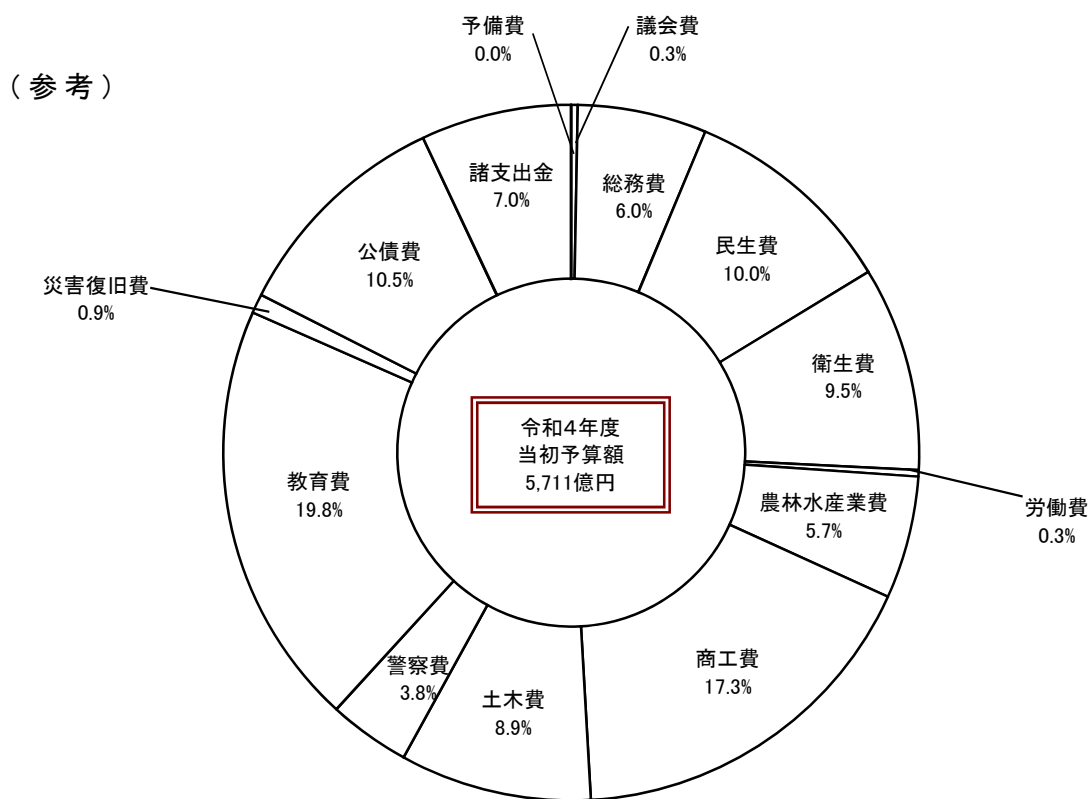 (参考)
予備費
0.0%
議会費
0.3%
総務費
6.0%
民生費
10.0%
衛生費
9.5%
労働費
0.3%
農林水産業費
5.7%
商工費
17.3%
土木費
8.9%
警察費
3.8%
教育費
19.8%
災害復旧費
0.9%
公債費
10.5%
諸支出金
7.0%
令和4年度
当初予算額
5,711億円